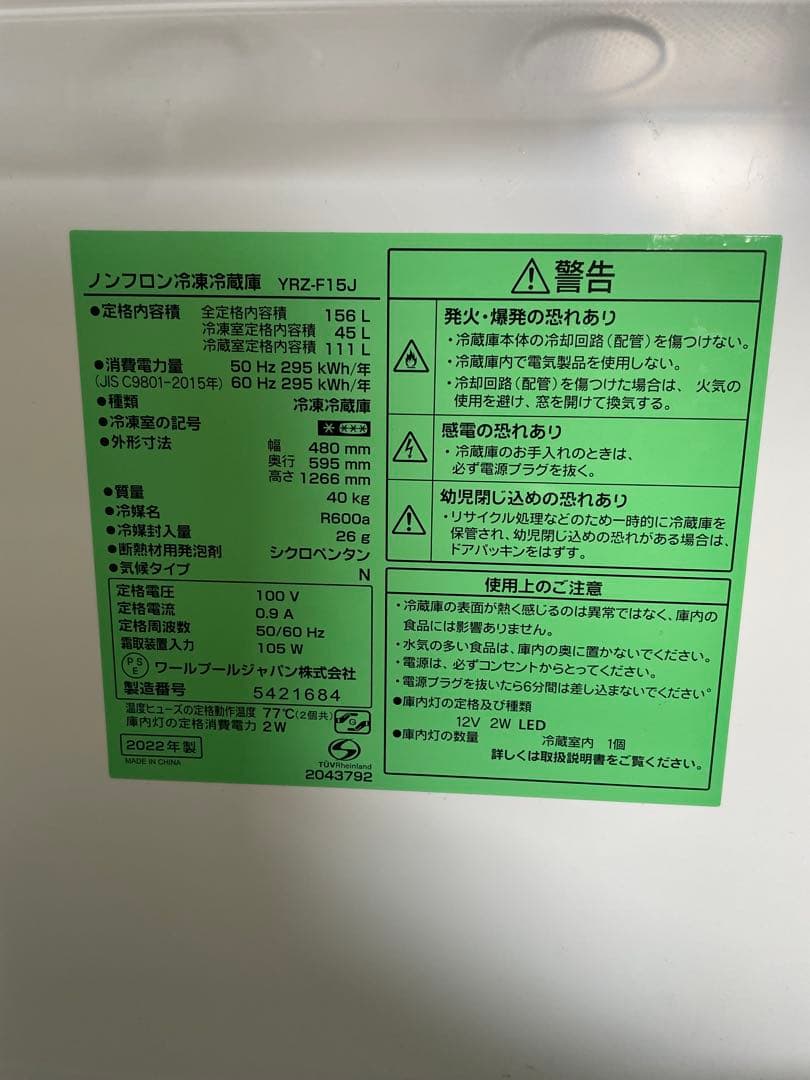 ノンフロン冷凍冷蔵庫 YRZ-F15J
●定格内容積 全定格内容積 156 L
冷凍室定格内容積 45 L
冷蔵室定格内容積 111 L
●消費電力量 50 Hz 295 kWh/年
(JIS C9801-2015年) 60 Hz 295 kWh/年
●種類 冷凍冷蔵庫
●冷凍室の記号
●外形寸法 幅 480 mm
奥行 595 mm
高さ 1266 mm
●質量 40 kg
●冷媒名 R600a
●冷媒封入量 26 g
●断熱材用発泡剤 シクロペンタン
●気候タイプ N
定格電圧 100 V
定格電流 0.9 A
定格周波数 50/60 Hz
霜取装置入力 105 W
PSE ワールプールジャパン株式会社
製造番号 5421684
温度ヒューズの定格動作温度 77℃(2個共)
G
庫内灯の定格消費電力 2W
2022年製
MADE IN CHINA
TÜVRheinland
2043792
警告
発火・爆発の恐れあり
・冷蔵庫本体の冷却回路(配管)を傷つけない。
・冷蔵庫内で電気製品を使用しない。
・冷却回路(配管)を傷つけた場合は、火気の
使用を避け、窓を開けて換気する。
感電の恐れあり
・冷蔵庫のお手入れのときは、
必ず電源プラグを抜く。
幼児閉じ込めの恐れあり
・リサイクル処理などのため一時的に冷蔵庫を
保管され、幼児閉じ込めの恐れがある場合は、
ドアパッキンをはずす。
使用上のご注意
・冷蔵庫の表面が熱く感じるのは異常ではなく、庫内の
食品には影響ありません。
・水気の多い食品は、庫内の奥に置かないでください。
・電源は、必ずコンセントからとってください。
・電源プラグを抜いたら6分間は差し込まないでください。
●庫内灯の定格及び種類
12V 2W LED
●庫内灯の数量 冷蔵室内 1個
詳しくは取扱説明書をご覧ください。